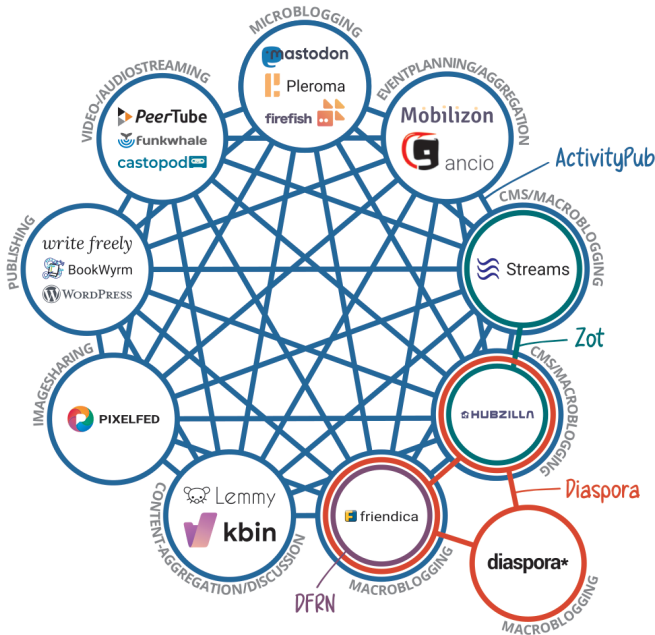 MICROBLOGGING
mastodon
Pleroma
firefish
VIDEO-/AUDIOSTREAMING
PeerTube
funkwhale
castopod
EVENTPLANNING/AGGREGATION
Mobilizon
gancio
ActivityPub
PUBLISHING
write freely
BookWyrm
WORDPRESS
CMS/MACROBLOGGING
Streams
Zot
IMAGESHARING
PIXELFED
CMS/MACROBLOGGING
HUBZILLA
CONTENT-AGGREGATION/DISCUSSION
Lemmy
kbin
MACROBLOGGING
friendica
DFRN
Diaspora
diaspora*
MACROBLOGGING